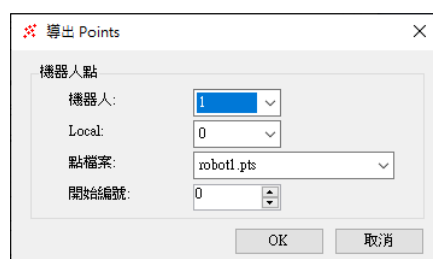 導出 Points
機器人點
機器人: 1
Local: 0
點檔案: robot1.pts
開始編號: 0
OK 取消